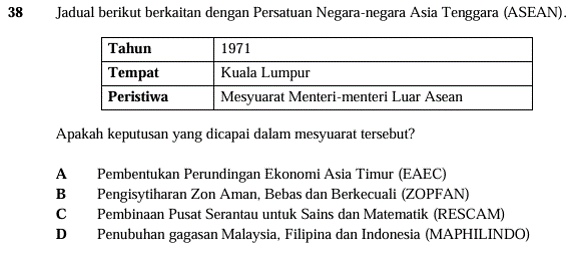 38 Jadual berikut berkaitan dengan Persatuan Negara-negara Asia Tenggara (ASEAN).
Tahun 1971
Tempat Kuala Lumpur
Peristiwa Mesyuarat Menteri-menteri Luar Asean
Apakah keputusan yang dicapai dalam mesyuarat tersebut?
A Pembentukan Perundingan Ekonomi Asia Timur (EAEC)
B Pengisytiharan Zon Aman, Bebas dan Berkecuali (ZOPFAN)
C Pembinaan Pusat Serantau untuk Sains dan Matematik (RESCAM)
D Penubuhan gagasan Malaysia, Filipina dan Indonesia (MAPHILINDO)